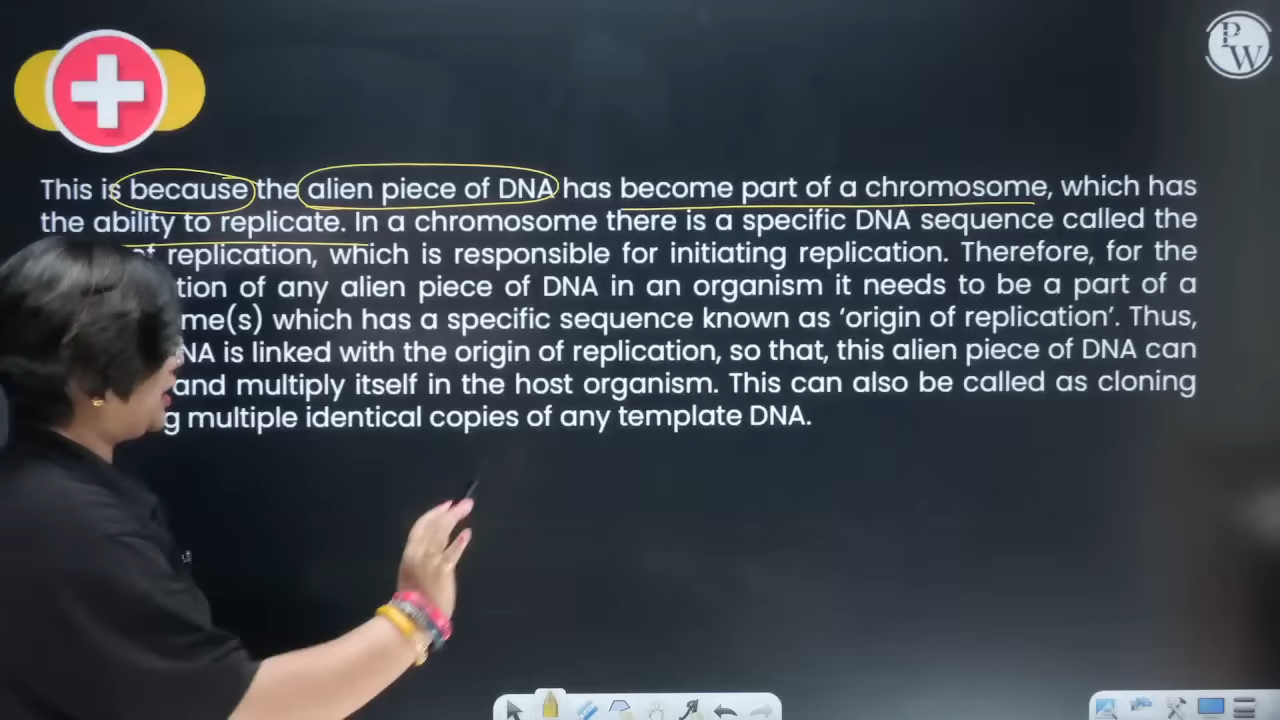 P
W
This is because the alien piece of DNA has become part of a chromosome, which has
the ability to replicate. In a chromosome there is a specific DNA sequence called the
of replication, which is responsible for initiating replication. Therefore, for the
tion of any alien piece of DNA in an organism it needs to be a part of a
me(s) which has a specific sequence known as ‘origin of replication’. Thus,
NA is linked with the origin of replication, so that, this alien piece of DNA can
and multiply itself in the host organism. This can also be called as cloning
g multiple identical copies of any template DNA.